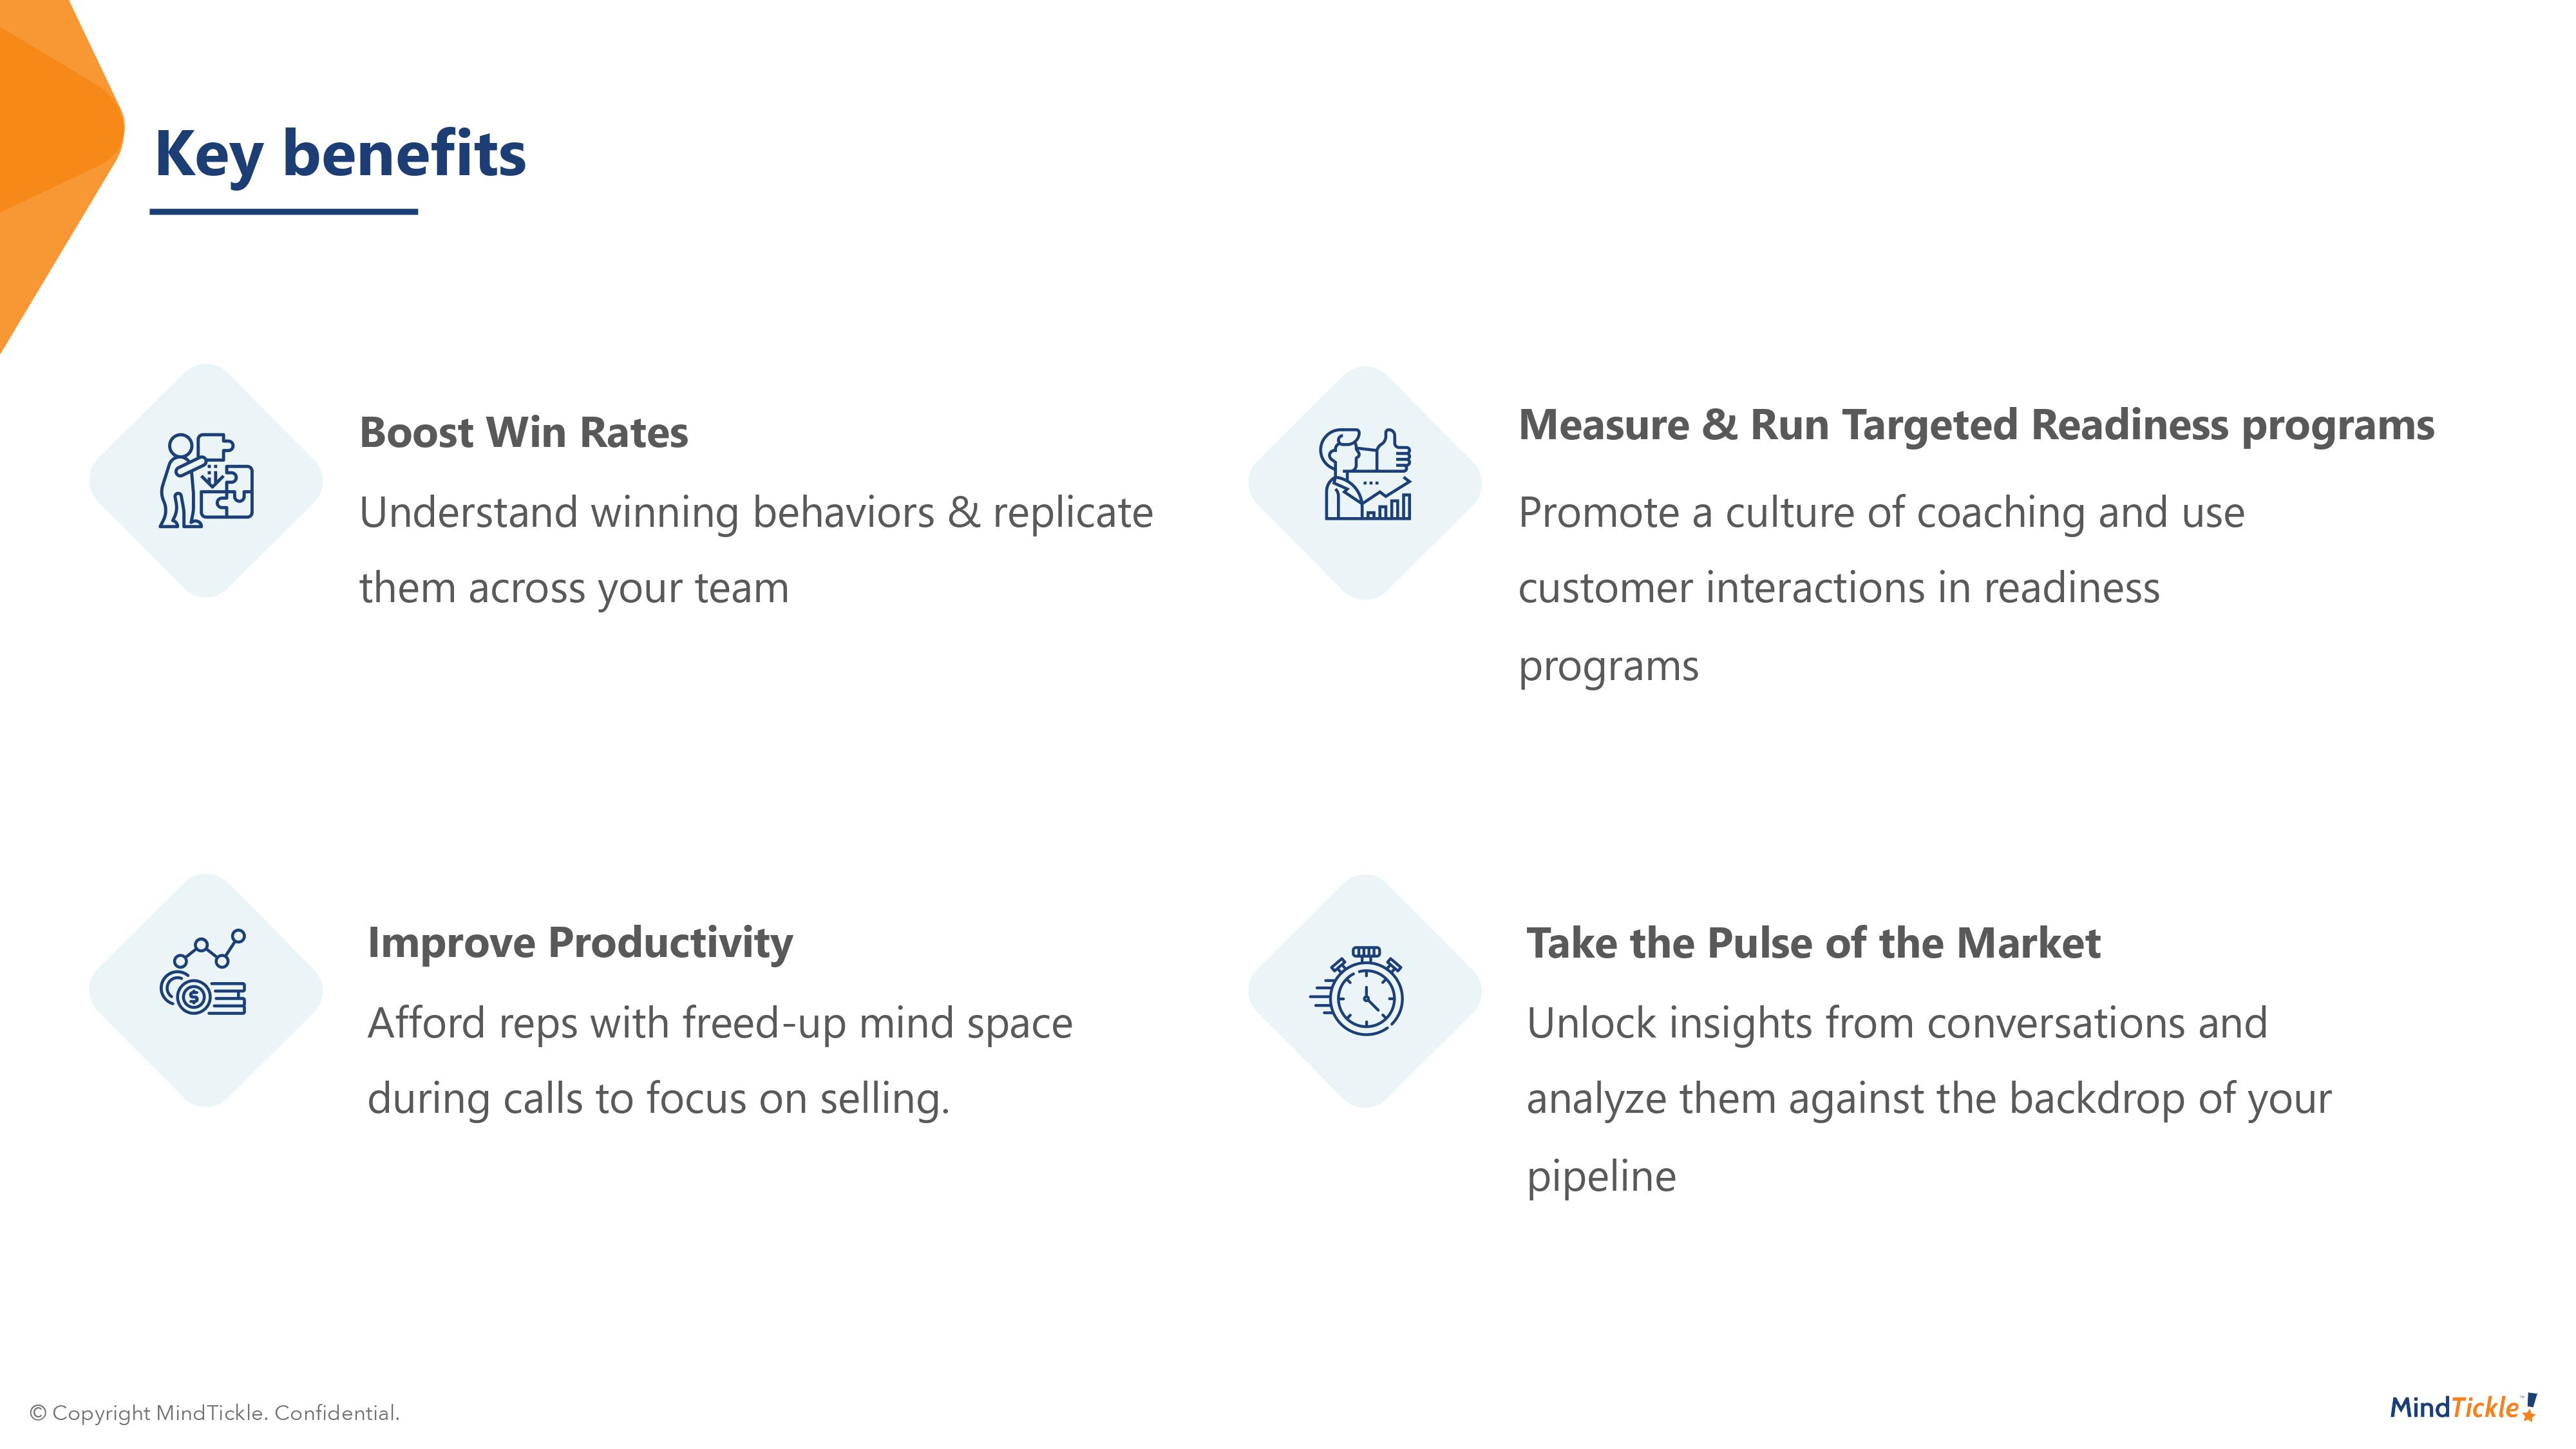 Key benefits
Boost Win Rates
Understand winning behaviors & replicate
them across your team
Measure & Run Targeted Readiness programs
Promote a culture of coaching and use
customer interactions in readiness
programs
Improve Productivity
Afford reps with freed-up mind space
during calls to focus on selling.
Take the Pulse of the Market
Unlock insights from conversations and
analyze them against the backdrop of your
pipeline
© Copyright MindTickle. Confidential.
MindTickle!